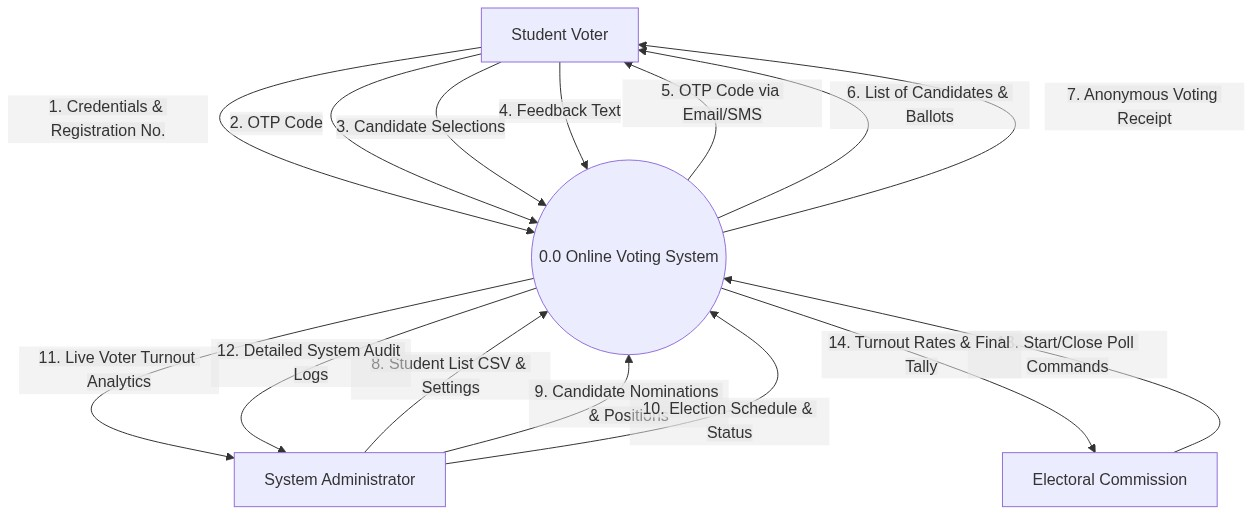 Student Voter
1. Credentials &
Registration No.
2. OTP Code
3. Candidate Selections
4. Feedback Text
5. OTP Code via
Email/SMS
6. List of Candidates &
Ballots
7. Anonymous Voting
Receipt
0.0 Online Voting System
11. Live Voter Turnout
Analytics
12. Detailed System Audit
Logs
8. Student List CSV &
Settings
9. Candidate Nominations
& Positions
10. Election Schedule &
Status
14. Turnout Rates & Final
Tally
. Start/Close Poll
Commands
System Administrator
Electoral Commission